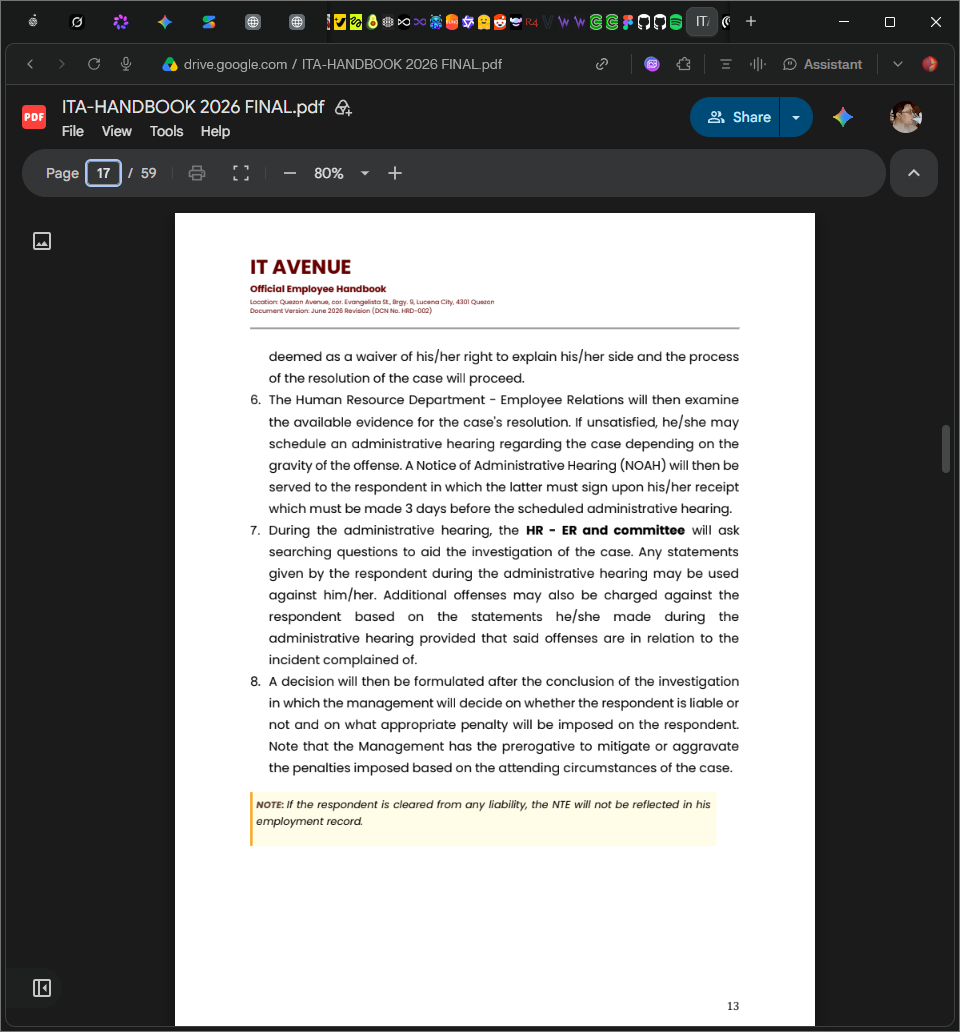 drive.google.com / ITA-HANDBOOK 2026 FINAL.pdf
Assistant
PDF
ITA-HANDBOOK 2026 FINAL.pdf
File View Tools Help
Share
Page 17 / 59
80%
IT AVENUE
Official Employee Handbook
Location: Quezon Avenue, cor. Evangelista St., Brgy. 9, Lucena City, 4301 Quezon
Document Version: June 2026 Revision (DCN No. HRD-002)
deemed as a waiver of his/her right to explain his/her side and the process
of the resolution of the case will proceed.
6. The Human Resource Department - Employee Relations will then examine
the available evidence for the case's resolution. If unsatisfied, he/she may
schedule an administrative hearing regarding the case depending on the
gravity of the offense. A Notice of Administrative Hearing (NOAH) will then be
served to the respondent in which the latter must sign upon his/her receipt
which must be made 3 days before the scheduled administrative hearing.
7. During the administrative hearing, the HR - ER and committee will ask
searching questions to aid the investigation of the case. Any statements
given by the respondent during the administrative hearing may be used
against him/her. Additional offenses may also be charged against the
respondent based on the statements he/she made during the
administrative hearing provided that said offenses are in relation to the
incident complained of.
8. A decision will then be formulated after the conclusion of the investigation
in which the management will decide on whether the respondent is liable or
not and on what appropriate penalty will be imposed on the respondent.
Note that the Management has the prerogative to mitigate or aggravate
the penalties imposed based on the attending circumstances of the case.
NOTE: If the respondent is cleared from any liability, the NTE will not be reflected in his
employment record.
13